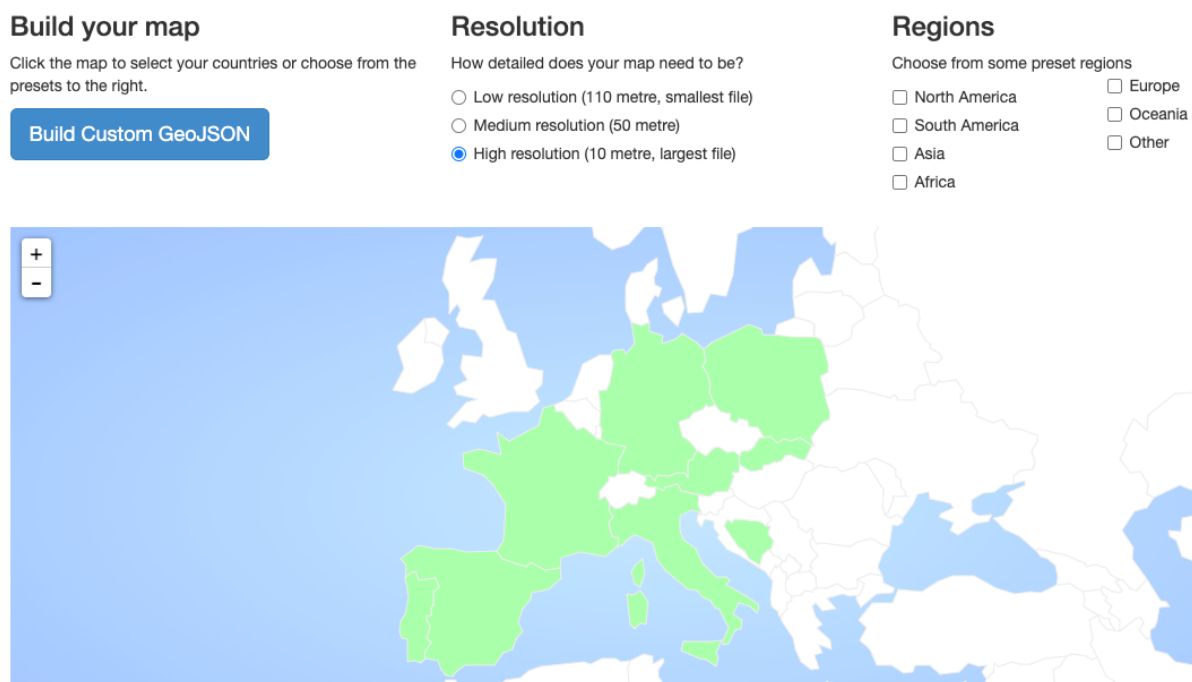 Build your map
Click the map to select your countries or choose from the
presets to the right.
Build Custom GeoJSON
Resolution
How detailed does your map need to be?
Low resolution (110 metre, smallest file)
Medium resolution (50 metre)
High resolution (10 metre, largest file)
Regions
Choose from some preset regions
North America
South America
Asia
Africa
Europe
Oceania
Other
+
-